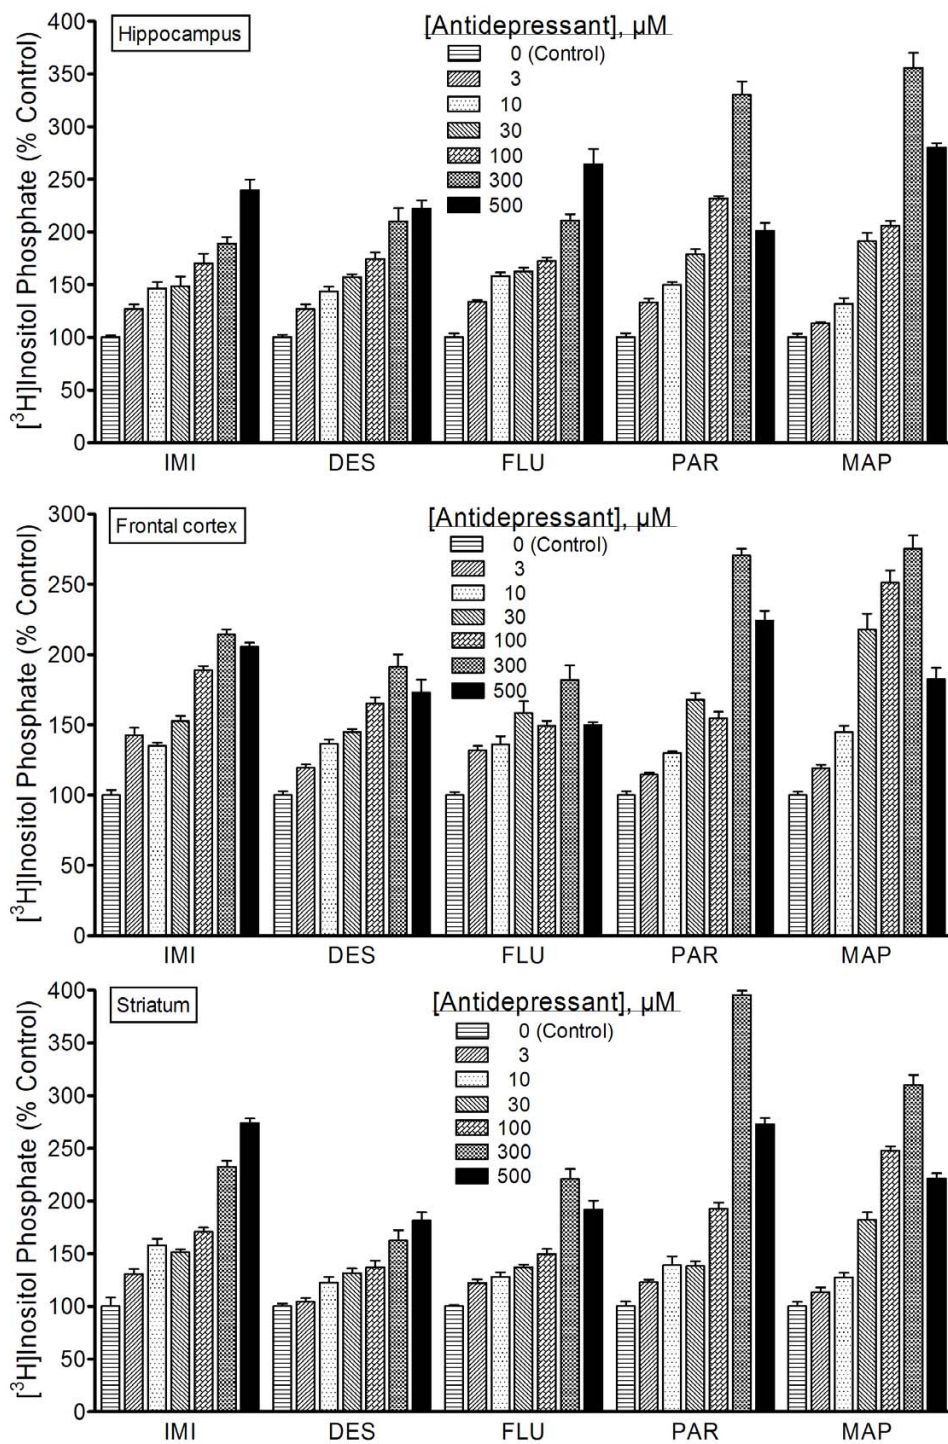 [³H]Inositol Phosphate (% Control)
400
350
300
250
200
150
100
50
0
Hippocampus
[Antidepressant], µM
0 (Control)
3
10
30
100
300
500
IMI DES FLU PAR MAP
[³H]Inositol Phosphate (% Control)
300
250
200
150
100
50
0
Frontal cortex
[Antidepressant], µM
0 (Control)
3
10
30
100
300
500
IMI DES FLU PAR MAP
[³H]Inositol Phosphate (% Control)
400
350
300
250
200
150
100
50
0
Striatum
[Antidepressant], µM
0 (Control)
3
10
30
100
300
500
IMI DES FLU PAR MAP